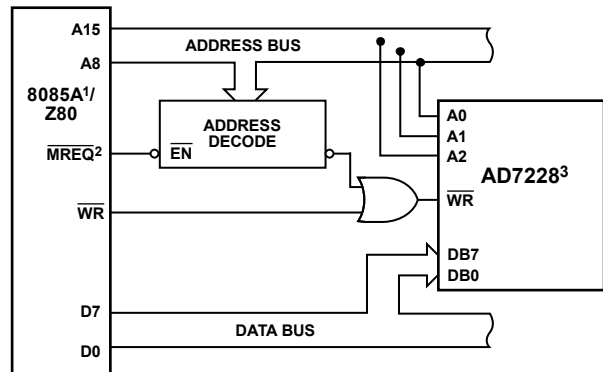 A15
ADDRESS BUS
A8
8085A¹/
Z80
ADDRESS
DECODE
A0
A1
A2
MREQ²
EN
AD7228³
WR
WR
DB7
DB0
D7
DATA BUS
D0